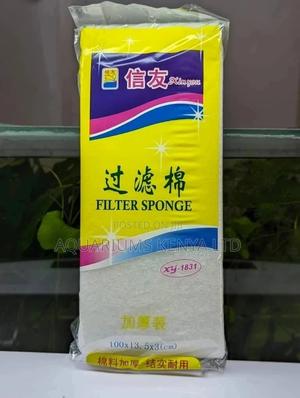 信友
Xinyou
过滤棉
FILTER SPONGE
POSTED ON JIJI
AQUARIUMS KENYA LTD
XY-1831
加厚装
100x13.5x3(cm)
棉料加厚 结实耐用